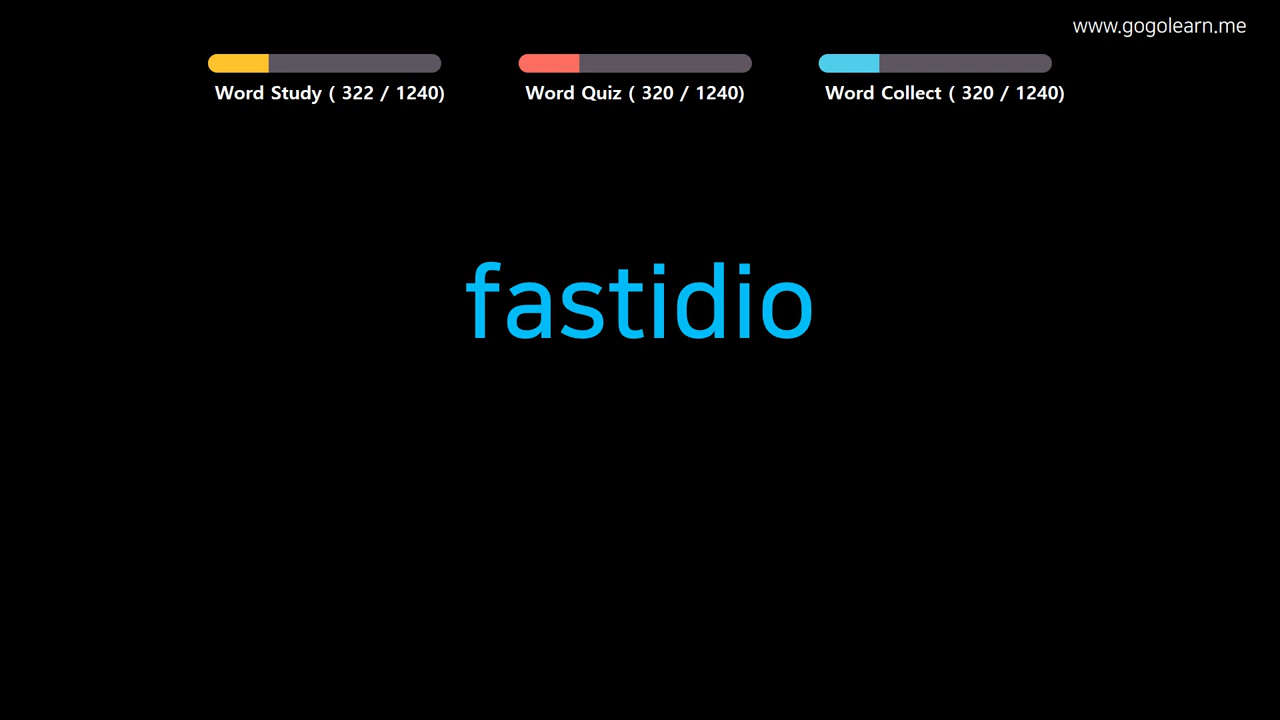 www.gogolearn.me
Word Study ( 322 / 1240)
Word Quiz ( 320 / 1240)
Word Collect ( 320 / 1240)
fastidio